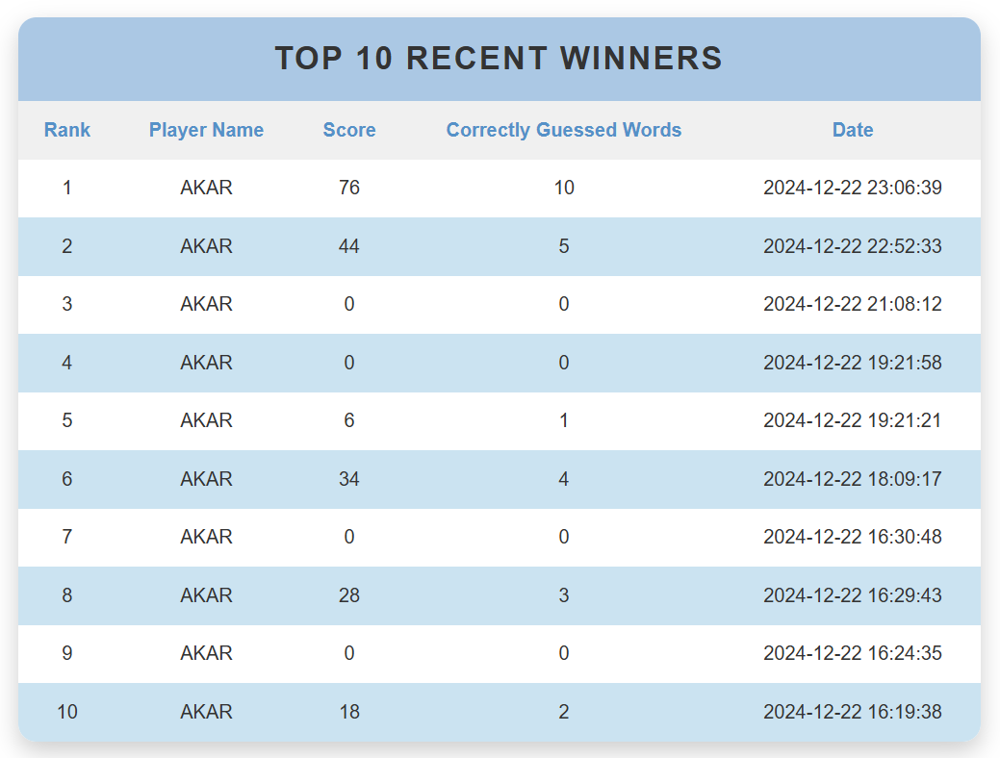 TOP 10 RECENT WINNERS
Rank Player Name Score Correctly Guessed Words Date
1 AKAR 76 10 2024-12-22 23:06:39
2 AKAR 44 5 2024-12-22 22:52:33
3 AKAR 0 0 2024-12-22 21:08:12
4 AKAR 0 0 2024-12-22 19:21:58
5 AKAR 6 1 2024-12-22 19:21:21
6 AKAR 34 4 2024-12-22 18:09:17
7 AKAR 0 0 2024-12-22 16:30:48
8 AKAR 28 3 2024-12-22 16:29:43
9 AKAR 0 0 2024-12-22 16:24:35
10 AKAR 18 2 2024-12-22 16:19:38